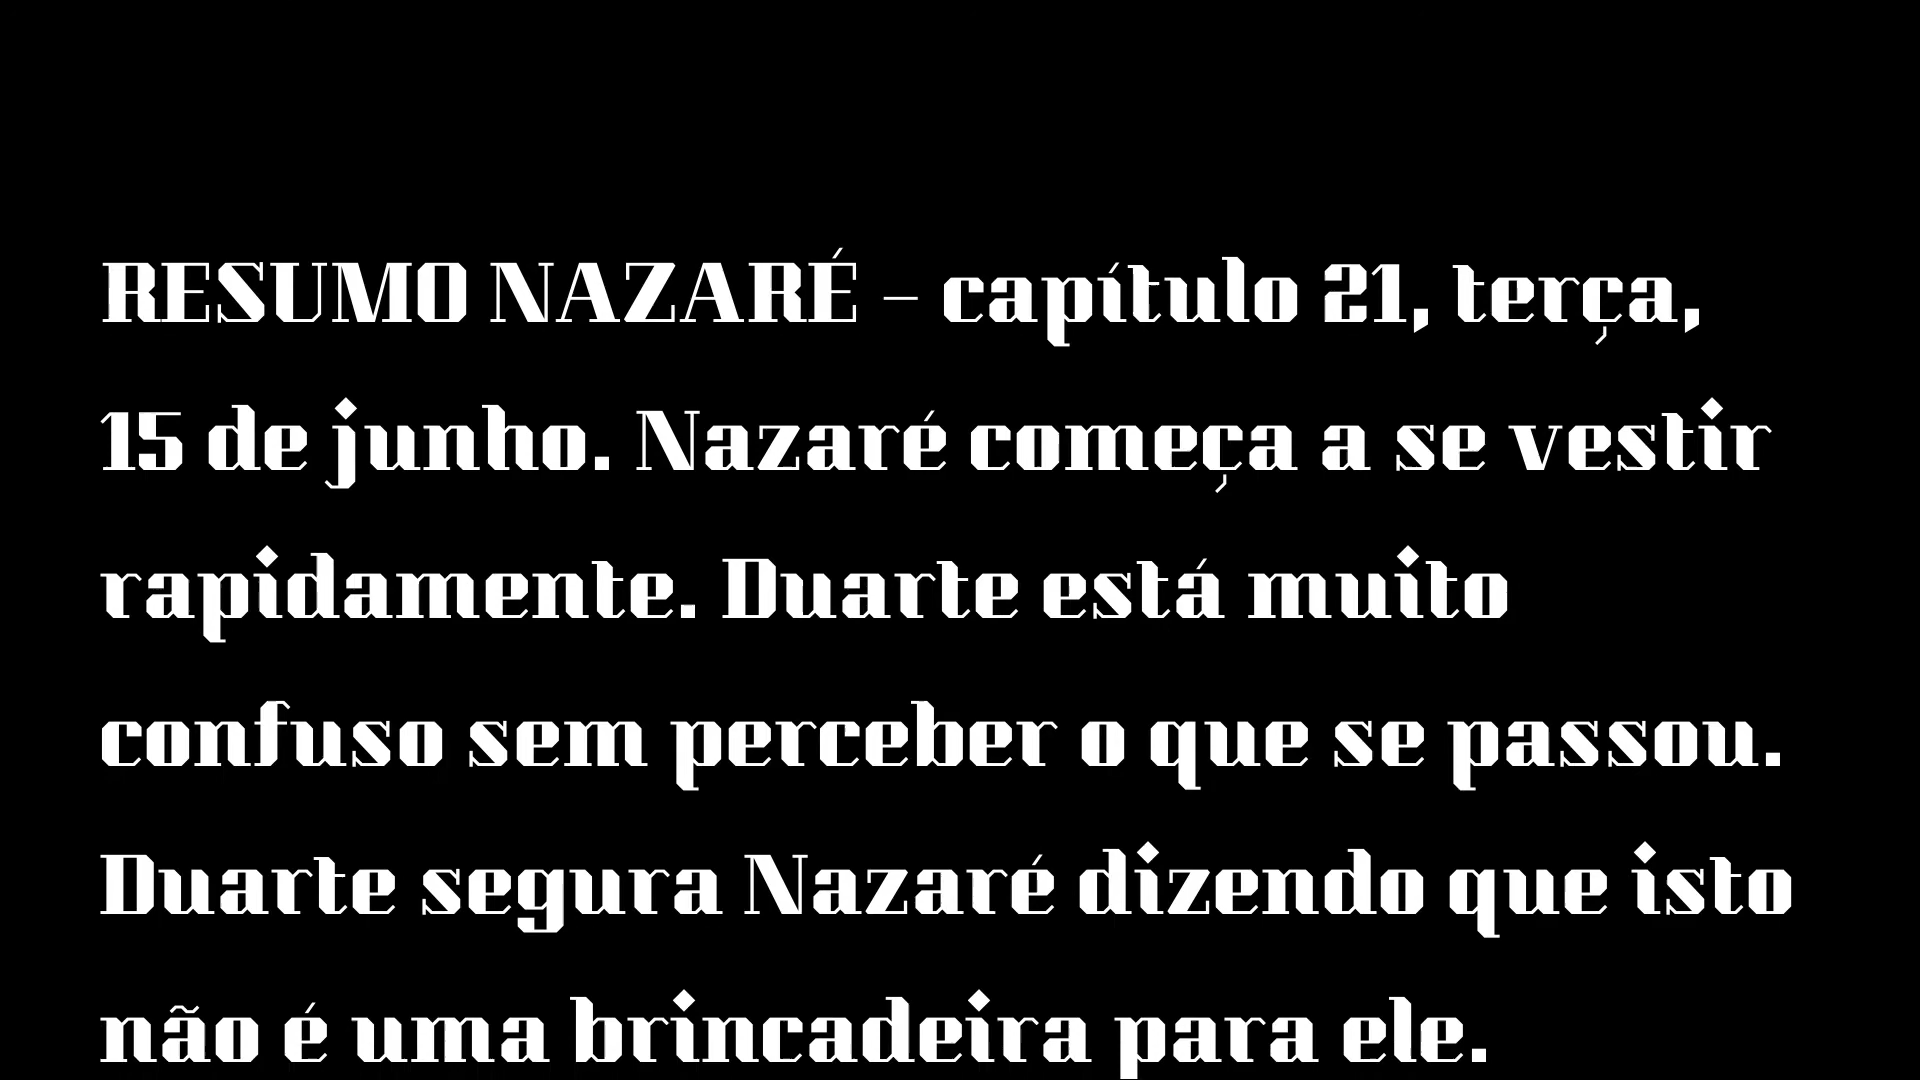 RESUMO NAZARÉ – capítulo 21, terça,
15 de junho. Nazaré começa a se vestir
rapidamente. Duarte está muito
confuso sem perceber o que se passou.
Duarte segura Nazaré dizendo que isto
não é uma brincadeira para ele.